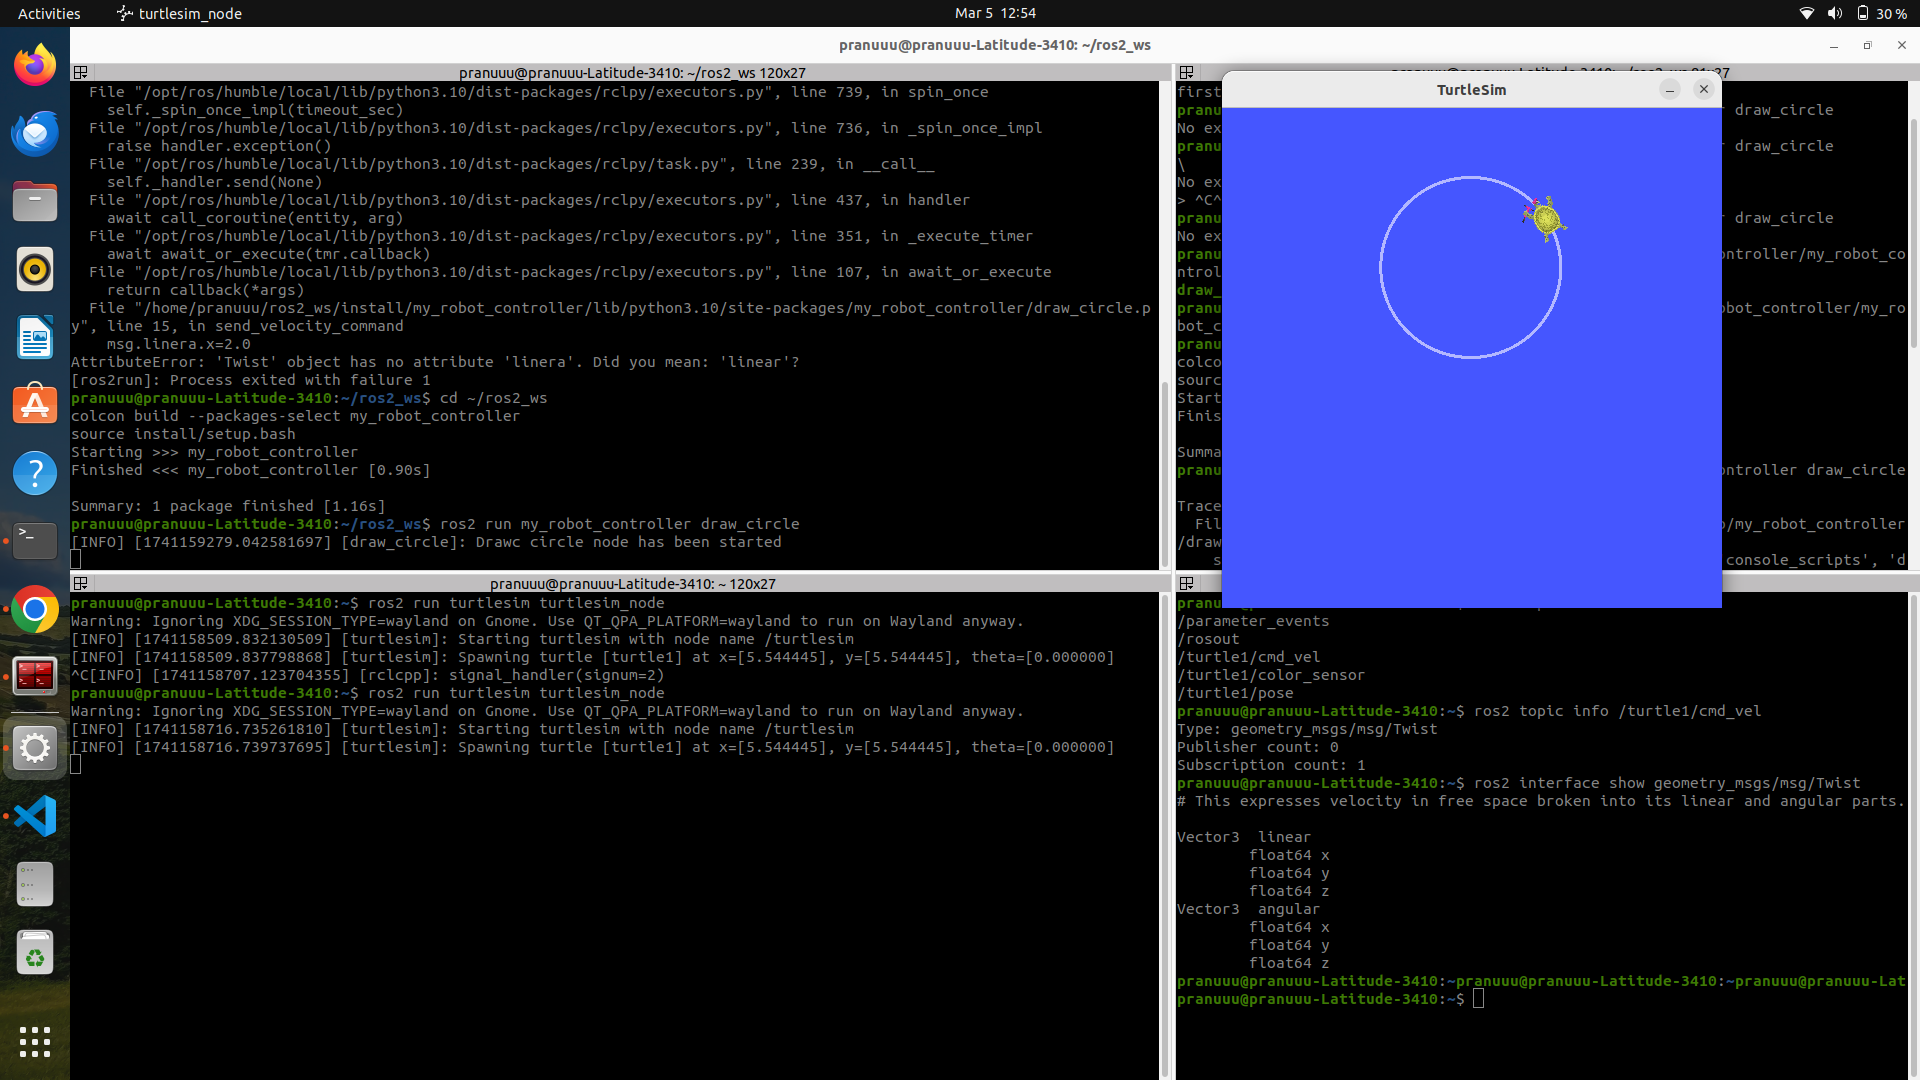 Activities
turtlesim_node
Mar 5 12:54
30 %
pranuuu@pranuuu-Latitude-3410: ~/ros2_ws
pranuuu@pranuuu-Latitude-3410: ~/ros2_ws 120x27
File "/opt/ros/humble/local/lib/python3.10/dist-packages/rclpy/executors.py", line 739, in spin_once
self._spin_once_impl(timeout_sec)
File "/opt/ros/humble/local/lib/python3.10/dist-packages/rclpy/executors.py", line 736, in _spin_once_impl
raise handler.exception()
File "/opt/ros/humble/local/lib/python3.10/dist-packages/rclpy/task.py", line 239, in __call__
self._handler.send(None)
File "/opt/ros/humble/local/lib/python3.10/dist-packages/rclpy/executors.py", line 437, in handler
await call_coroutine(entity, arg)
File "/opt/ros/humble/local/lib/python3.10/dist-packages/rclpy/executors.py", line 351, in _execute_timer
await await_or_execute(tmr.callback)
File "/opt/ros/humble/local/lib/python3.10/dist-packages/rclpy/executors.py", line 107, in await_or_execute
return callback(*args)
File "/home/pranuuu/ros2_ws/install/my_robot_controller/lib/python3.10/site-packages/my_robot_controller/draw_circle.p
y", line 15, in send_velocity_command
msg.linera.x=2.0
AttributeError: 'Twist' object has no attribute 'linera'. Did you mean: 'linear'?
[ros2run]: Process exited with failure 1
pranuuu@pranuuu-Latitude-3410:~/ros2_ws$ cd ~/ros2_ws
colcon build --packages-select my_robot_controller
source install/setup.bash
Starting >>> my_robot_controller
Finished <<< my_robot_controller [0.90s]
Summary: 1 package finished [1.16s]
pranuuu@pranuuu-Latitude-3410:~/ros2_ws$ ros2 run my_robot_controller draw_circle
[INFO] [1741159279.042581697] [draw_circle]: Drawc circle node has been started
TurtleSim
first
pranu draw_circle
No ex
pranu draw_circle
\
No ex
> ^C^
pranu draw_circle
No ex
pranu ontroller/my_robot_co
ntrol
draw_
pranu obot_controller/my_ro
bot_c
pranu
colco
sourc
Start
Finis
Summa
pranu ontroller draw_circle
Trace
Fil /my_robot_controller
/draw
s console_scripts', 'd
pranuuu@pranuuu-Latitude-3410: ~ 120x27
pranuuu@pranuuu-Latitude-3410:~$ ros2 run turtlesim turtlesim_node
Warning: Ignoring XDG_SESSION_TYPE=wayland on Gnome. Use QT_QPA_PLATFORM=wayland to run on Wayland anyway.
[INFO] [1741158509.832130509] [turtlesim]: Starting turtlesim with node name /turtlesim
[INFO] [1741158509.837798868] [turtlesim]: Spawning turtle [turtle1] at x=[5.544445], y=[5.544445], theta=[0.000000]
^C[INFO] [1741158707.123704355] [rclcpp]: signal_handler(signum=2)
pranuuu@pranuuu-Latitude-3410:~$ ros2 run turtlesim turtlesim_node
Warning: Ignoring XDG_SESSION_TYPE=wayland on Gnome. Use QT_QPA_PLATFORM=wayland to run on Wayland anyway.
[INFO] [1741158716.735261810] [turtlesim]: Starting turtlesim with node name /turtlesim
[INFO] [1741158716.739737695] [turtlesim]: Spawning turtle [turtle1] at x=[5.544445], y=[5.544445], theta=[0.000000]
pranu
/parameter_events
/rosout
/turtle1/cmd_vel
/turtle1/color_sensor
/turtle1/pose
pranuuu@pranuuu-Latitude-3410:~$ ros2 topic info /turtle1/cmd_vel
Type: geometry_msgs/msg/Twist
Publisher count: 0
Subscription count: 1
pranuuu@pranuuu-Latitude-3410:~$ ros2 interface show geometry_msgs/msg/Twist
# This expresses velocity in free space broken into its linear and angular parts.
Vector3 linear
float64 x
float64 y
float64 z
Vector3 angular
float64 x
float64 y
float64 z
pranuuu@pranuuu-Latitude-3410:~pranuuu@pranuuu-Latitude-3410:~pranuuu@pranuuu-Lat
pranuuu@pranuuu-Latitude-3410:~$